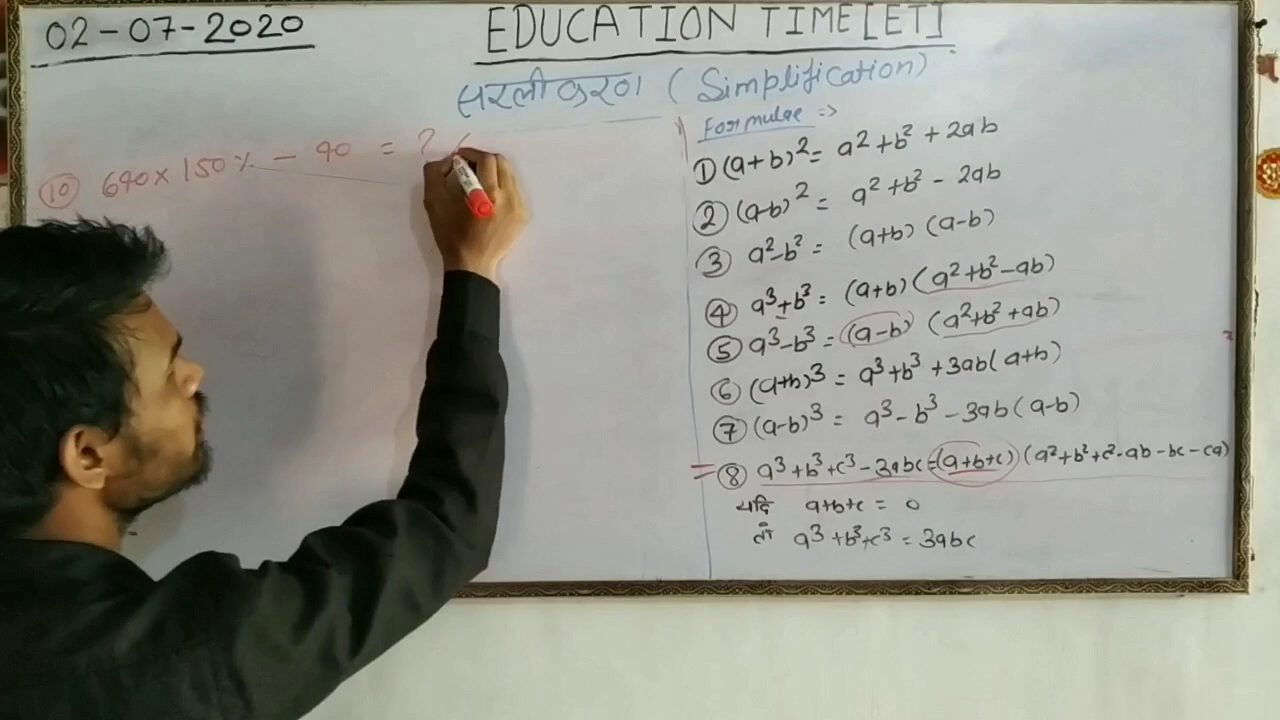 02-07-2020
EDUCATION TIME[ET]
सरलीकरण (Simplification)
Formulae =>
⑩ 640 x 150% - 90 = ? (
① (a+b)² = a² + b² + 2ab
② (a-b)² = a² + b² - 2ab
③ a² - b² = (a+b) (a-b)
④ a³ + b³ = (a+b) (a² + b² - ab)
⑤ a³ - b³ = (a-b) (a² + b² + ab)
⑥ (a+b)³ = a³ + b³ + 3ab(a+b)
⑦ (a-b)³ = a³ - b³ - 3ab(a-b)
⑧ a³ + b³ + c³ - 3abc = (a+b+c) (a² + b² + c² - ab - bc - ca)
यदि a+b+c = 0
तो a³ + b³ + c³ = 3abc